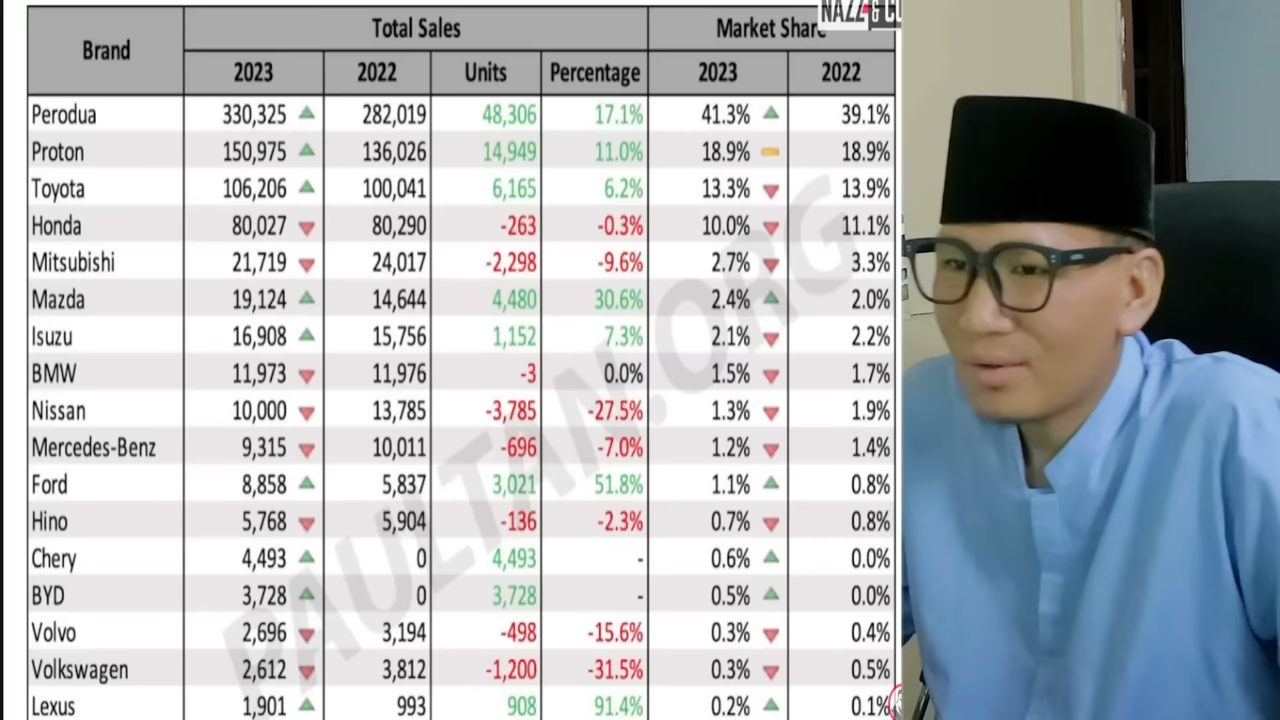 NAZZ & CO
Brand Total Sales Market Share
2023 2022 Units Percentage 2023 2022
Perodua 330,325 282,019 48,306 17.1% 41.3% 39.1%
Proton 150,975 136,026 14,949 11.0% 18.9% 18.9%
Toyota 106,206 100,041 6,165 6.2% 13.3% 13.9%
Honda 80,027 80,290 -263 -0.3% 10.0% 11.1%
Mitsubishi 21,719 24,017 -2,298 -9.6% 2.7% 3.3%
Mazda 19,124 14,644 4,480 30.6% 2.4% 2.0%
Isuzu 16,908 15,756 1,152 7.3% 2.1% 2.2%
BMW 11,973 11,976 -3 0.0% 1.5% 1.7%
Nissan 10,000 13,785 -3,785 -27.5% 1.3% 1.9%
Mercedes-Benz 9,315 10,011 -696 -7.0% 1.2% 1.4%
Ford 8,858 5,837 3,021 51.8% 1.1% 0.8%
Hino 5,768 5,904 -136 -2.3% 0.7% 0.8%
Chery 4,493 0 4,493 - 0.6% 0.0%
BYD 3,728 0 3,728 - 0.5% 0.0%
Volvo 2,696 3,194 -498 -15.6% 0.3% 0.4%
Volkswagen 2,612 3,812 -1,200 -31.5% 0.3% 0.5%
Lexus 1,901 993 908 91.4% 0.2% 0.1%
PAULTAN.ORG